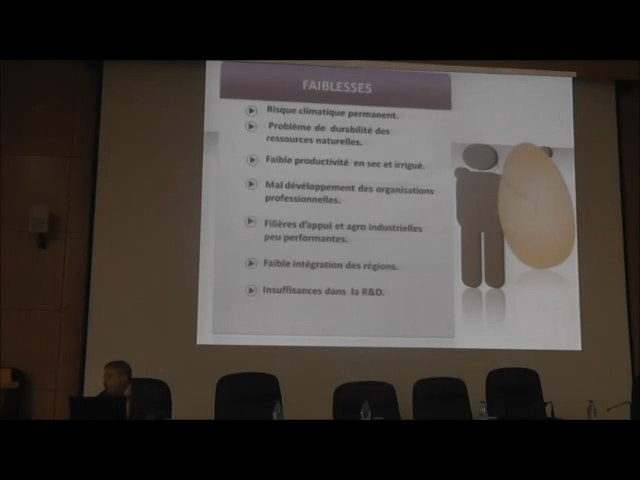 FAIBLESSES
Risque climatique permanent.
Problème de durabilité des
ressources naturelles.
Faible productivité en sec et irrigué.
Mal dévéloppement des organisations
professionnelles.
Filières d'appui et agro industrielles
peu performantes.
Faible intégration des régions.
Insuffisances dans la R&D.